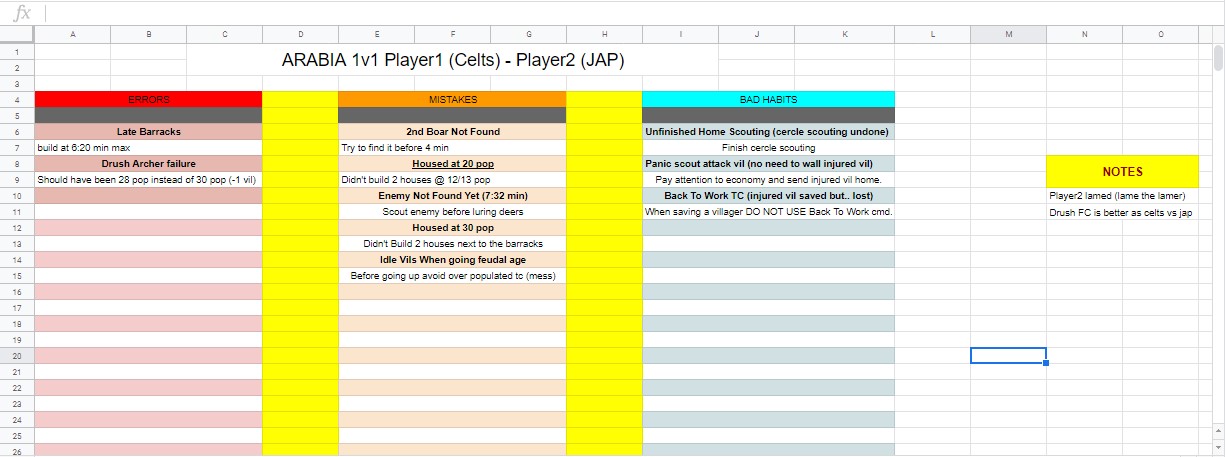 fx
A B C D E F G H I J K L M N O
1
ARABIA 1v1 Player1 (Celts) - Player2 (JAP)
2
3
4 ERRORS MISTAKES BAD HABITS
5
6 Late Barracks 2nd Boar Not Found Unfinished Home Scouting (cercle scouting undone)
7 build at 6:20 min max Try to find it before 4 min Finish cercle scouting
8 Drush Archer failure Housed at 20 pop Panic scout attack vil (no need to wall injured vil)
NOTES
9 Should have been 28 pop instead of 30 pop (-1 vil) Didn't build 2 houses @ 12/13 pop Pay attention to economy and send injured vil home.
10 Enemy Not Found Yet (7:32 min) Back To Work TC (injured vil saved but.. lost) Player2 lamed (lame the lamer)
11 Scout enemy before luring deers When saving a villager DO NOT USE Back To Work cmd. Drush FC is better as celts vs jap
12 Housed at 30 pop
13 Didn't Build 2 houses next to the barracks
14 Idle Vils When going feudal age
15 Before going up avoid over populated tc (mess)
16
17
18
19
20
21
22
23
24
25
26